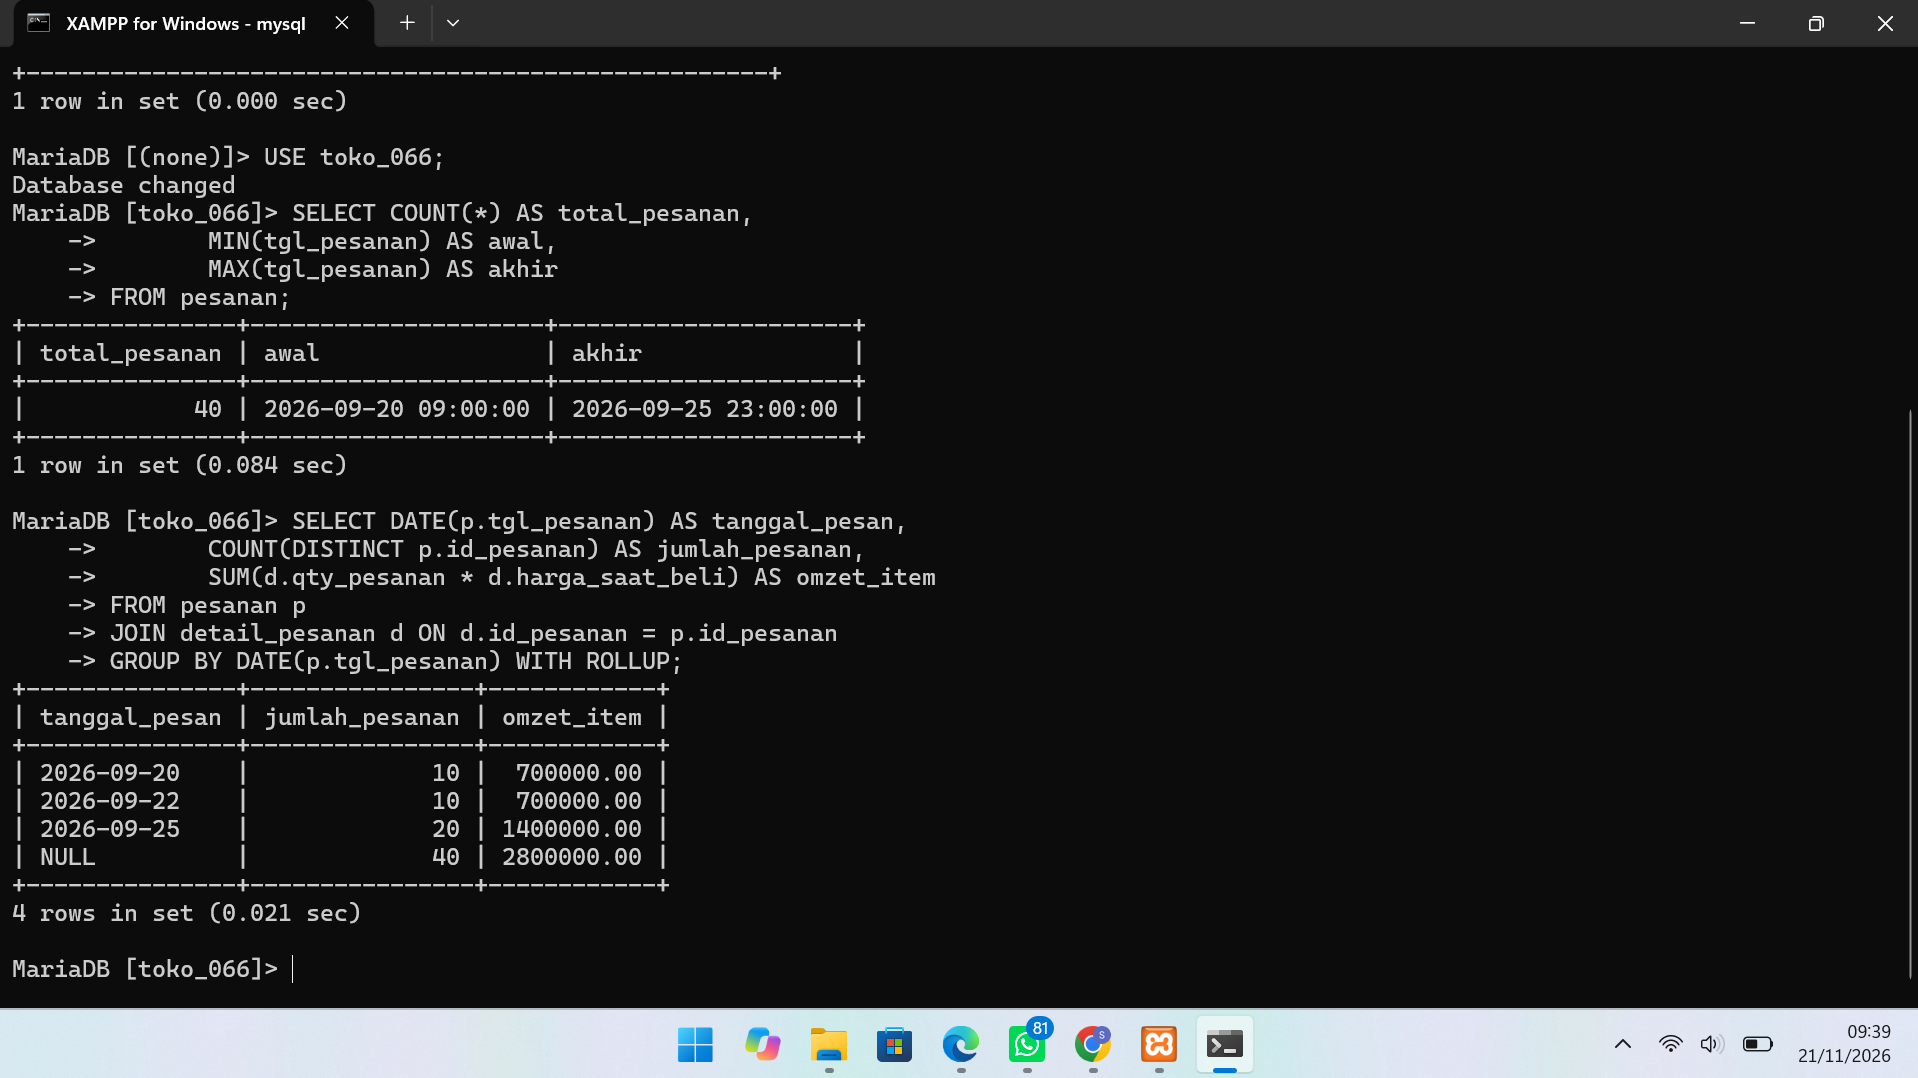 XAMPP for Windows - mysql
+-----------------------------------------------------+
1 row in set (0.000 sec)
MariaDB [(none)]> USE toko_066;
Database changed
MariaDB [toko_066]> SELECT COUNT(*) AS total_pesanan,
    ->        MIN(tgl_pesanan) AS awal,
    ->        MAX(tgl_pesanan) AS akhir
    -> FROM pesanan;
+---------------+---------------------+---------------------+
| total_pesanan | awal                | akhir               |
+---------------+---------------------+---------------------+
|            40 | 2026-09-20 09:00:00 | 2026-09-25 23:00:00 |
+---------------+---------------------+---------------------+
1 row in set (0.084 sec)
MariaDB [toko_066]> SELECT DATE(p.tgl_pesanan) AS tanggal_pesan,
    ->        COUNT(DISTINCT p.id_pesanan) AS jumlah_pesanan,
    ->        SUM(d.qty_pesanan * d.harga_saat_beli) AS omzet_item
    -> FROM pesanan p
    -> JOIN detail_pesanan d ON d.id_pesanan = p.id_pesanan
    -> GROUP BY DATE(p.tgl_pesanan) WITH ROLLUP;
+---------------+----------------+------------+
| tanggal_pesan | jumlah_pesanan | omzet_item |
+---------------+----------------+------------+
| 2026-09-20    |             10 |  700000.00 |
| 2026-09-22    |             10 |  700000.00 |
| 2026-09-25    |             20 | 1400000.00 |
| NULL          |             40 | 2800000.00 |
+---------------+----------------+------------+
4 rows in set (0.021 sec)
MariaDB [toko_066]>
81
S
09:39
21/11/2026